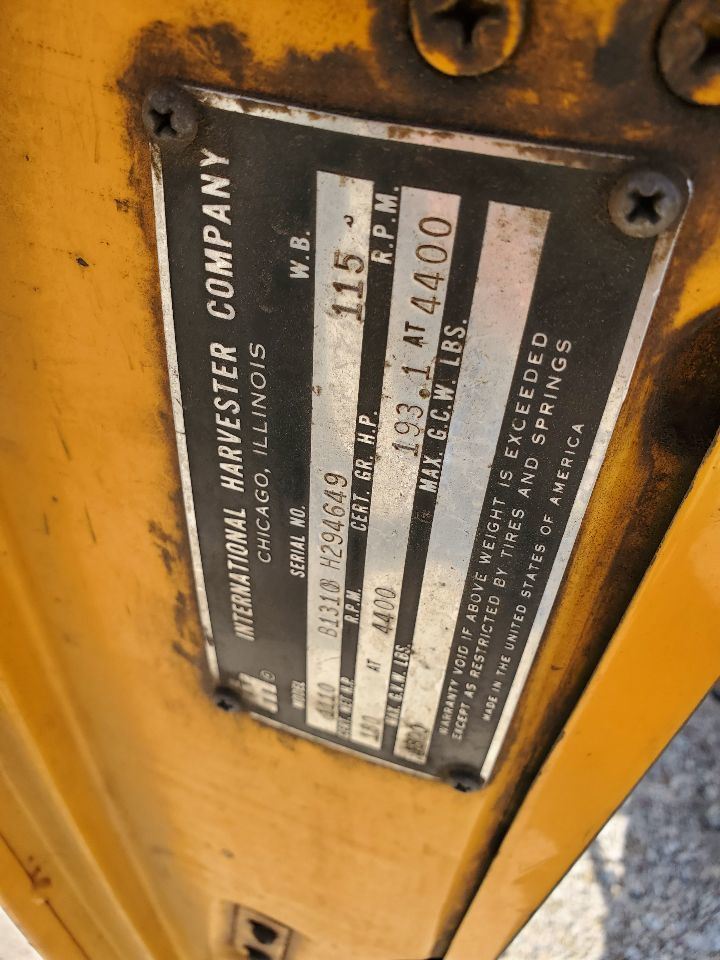 INTERNATIONAL HARVESTER COMPANY
CHICAGO, ILLINOIS
MODEL SERIAL NO. W.B.
B1310 H294649 115
R.P.M. CERT. GR. H.P. R.P.M.
AT 4400 193.1 AT 4400
MAX. G.V.W. LBS. MAX. G.C.W. LBS.
WARRANTY VOID IF ABOVE WEIGHT IS EXCEEDED
EXCEPT AS RESTRICTED BY TIRES AND SPRINGS
MADE IN THE UNITED STATES OF AMERICA